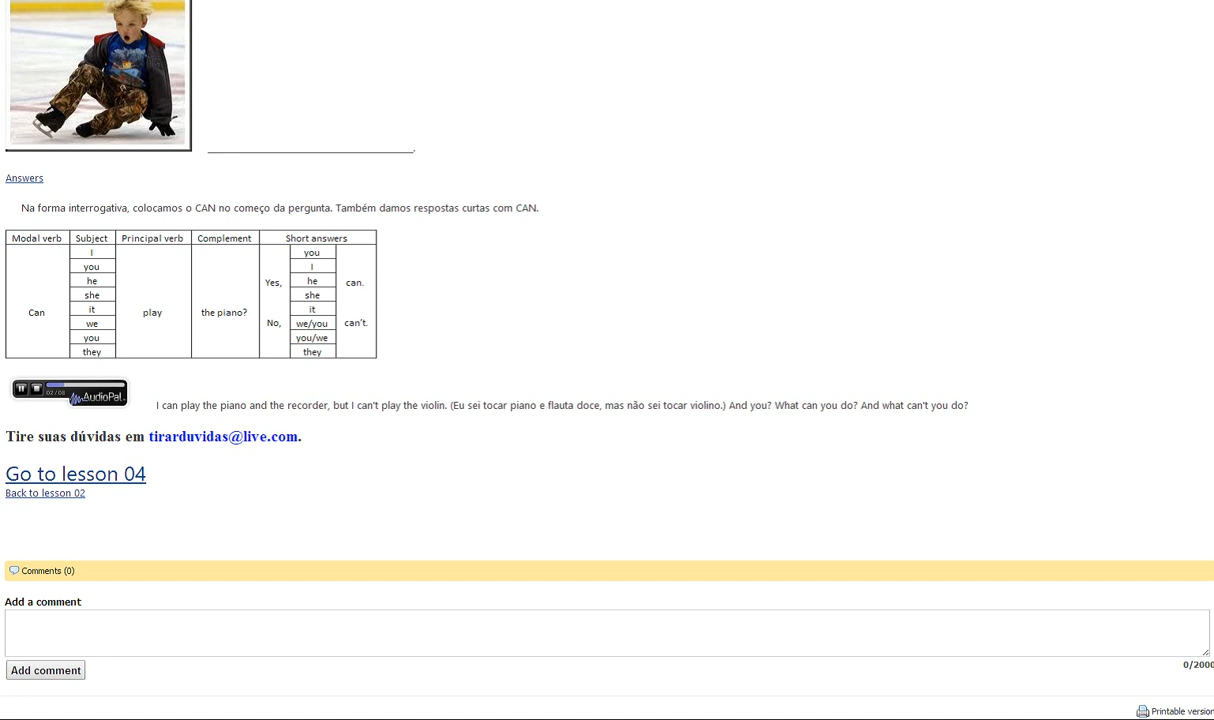 _______________________________________.
Answers
Na forma interrogativa, colocamos o CAN no começo da pergunta. Também damos respostas curtas com CAN.
Modal verb Subject Principal verb Complement Short answers
I you
you I
he Yes, he can.
she she
Can it play the piano? it
we No, we/you can't.
you you/we
they they
02 / 08 AudioPal
I can play the piano and the recorder, but I can't play the violin. (Eu sei tocar piano e flauta doce, mas não sei tocar violino.) And you? What can you do? And what can't you do?
Tire suas dúvidas em tirarduvidas@live.com.
Go to lesson 04
Back to lesson 02
Comments (0)
Add a comment
0/2000
Add comment
Printable version